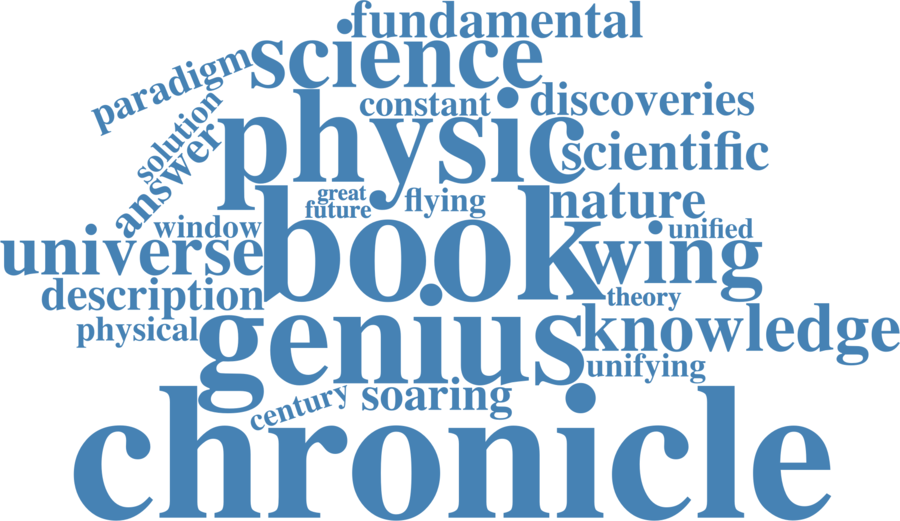 fundamental
science
paradigm
constant
discoveries
solution
physic
scientific
answer
great
future
flying
nature
window
book
unified
universe
wing
description
theory
physical
genius
knowledge
unifying
century
soaring
chronicle